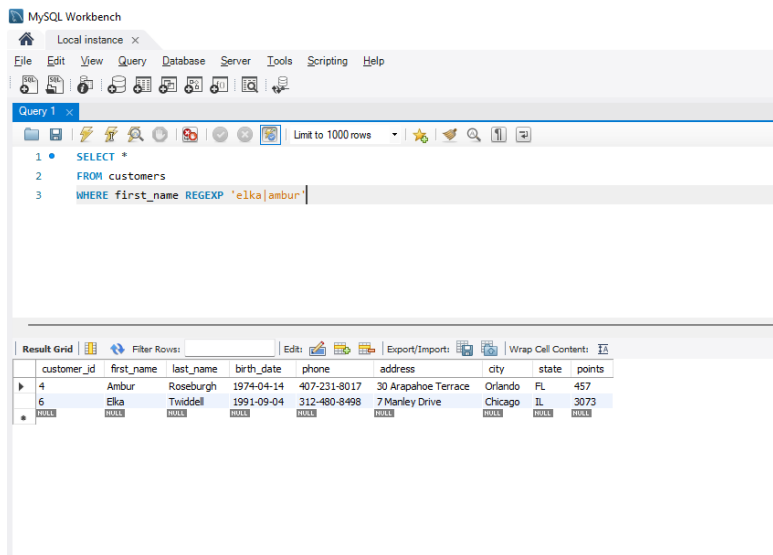 MySQL Workbench
Local instance ×
File Edit View Query Database Server Tools Scripting Help
Query 1 ×
Limit to 1000 rows
1 SELECT *
2 FROM customers
3 WHERE first_name REGEXP 'elka|ambur'
Result Grid Filter Rows: Edit: Export/Import: Wrap Cell Content:
customer_id first_name last_name birth_date phone address city state points
4 Ambur Roseburgh 1974-04-14 407-231-8017 30 Arapahoe Terrace Orlando FL 457
6 Elka Twiddell 1991-09-04 312-480-8498 7 Manley Drive Chicago IL 3073
NULL NULL NULL NULL NULL NULL NULL NULL NULL